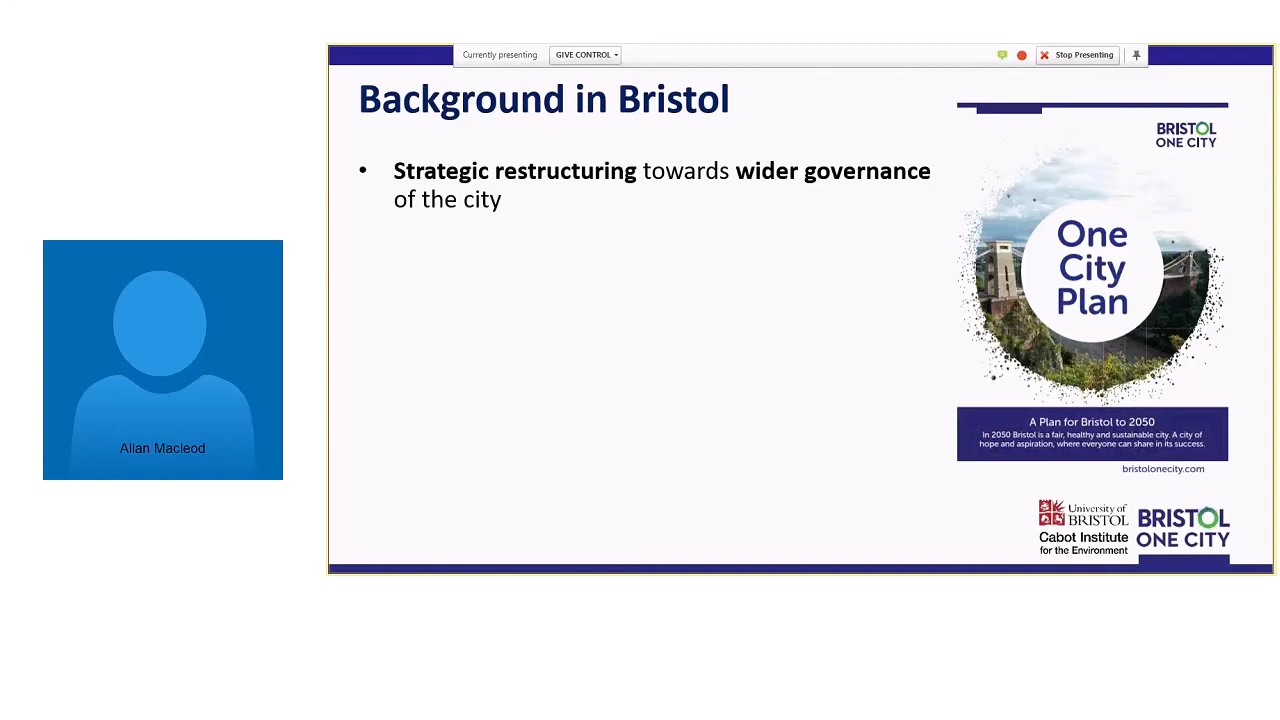 Currently presenting
GIVE CONTROL
Stop Presenting
Background in Bristol
• Strategic restructuring towards wider governance
of the city
BRISTOL
ONE CITY
One
City
Plan
A Plan for Bristol to 2050
In 2050 Bristol is a fair, healthy and sustainable city. A city of
hope and aspiration, where everyone can share in its success.
bristolonecity.com
University of
BRISTOL
Cabot Institute
for the Environment
BRISTOL
ONE CITY
Allan Macleod